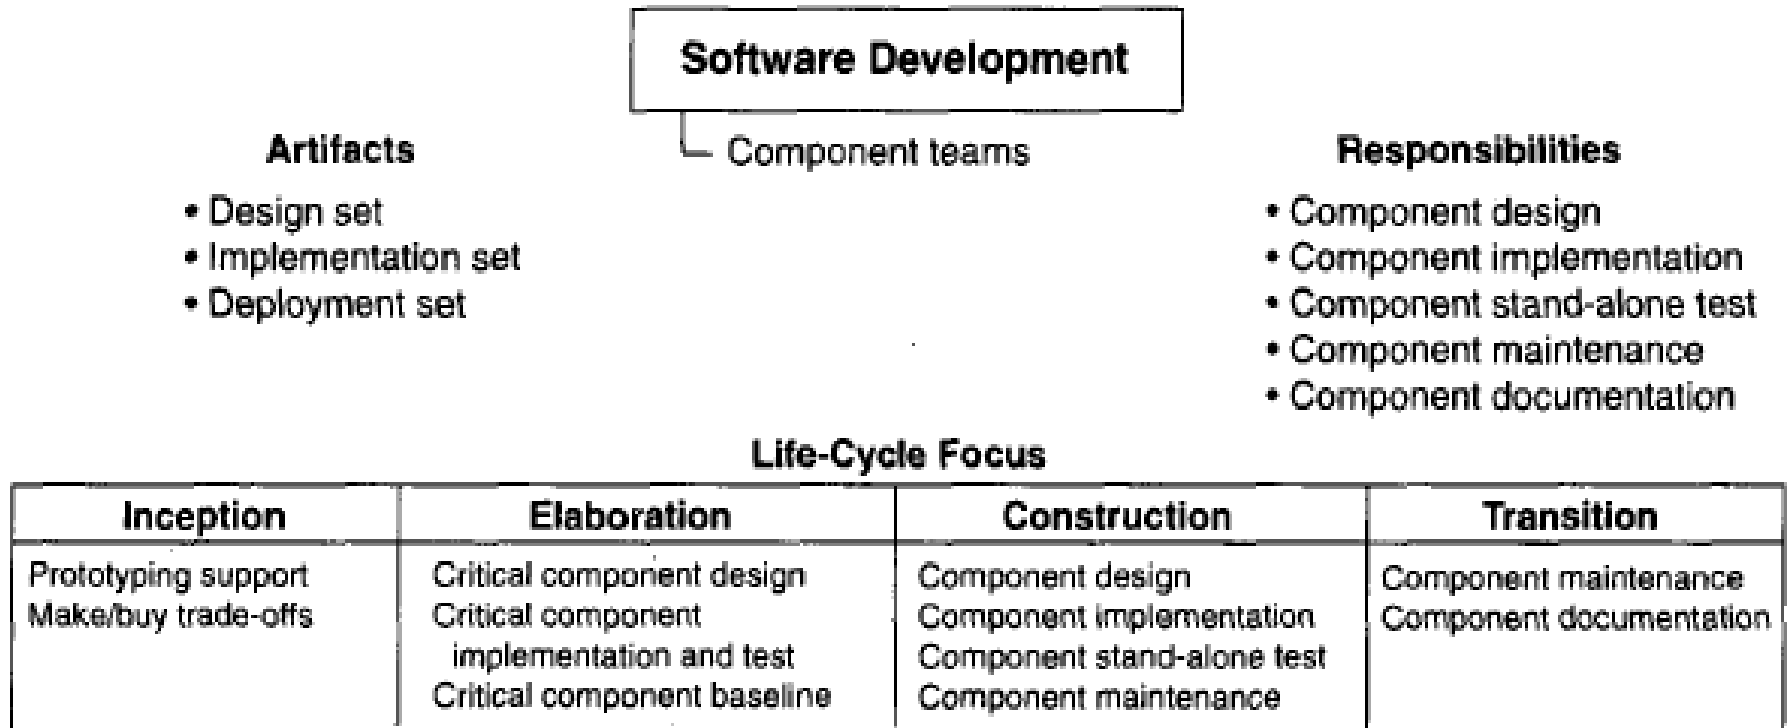 Software Development
Component teams
Artifacts
• Design set
• Implementation set
• Deployment set
Responsibilities
• Component design
• Component implementation
• Component stand-alone test
• Component maintenance
• Component documentation
Life-Cycle Focus
Inception
Elaboration
Construction
Transition
Prototyping support
Make/buy trade-offs
Critical component design
Critical component
implementation and test
Critical component baseline
Component design
Component implementation
Component stand-alone test
Component maintenance
Component maintenance
Component documentation